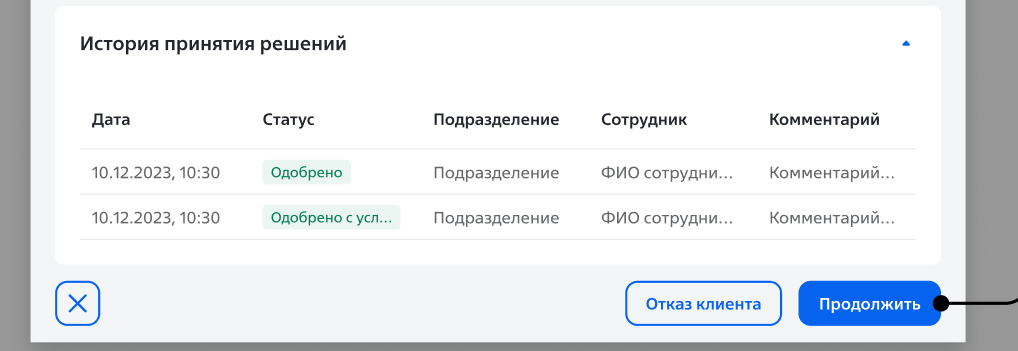 История принятия решений
Дата Статус Подразделение Сотрудник Комментарий
10.12.2023, 10:30 Одобрено Подразделение ФИО сотрудни... Комментарий...
10.12.2023, 10:30 Одобрено с усл... Подразделение ФИО сотрудни... Комментарий...
Отказ клиента Продолжить